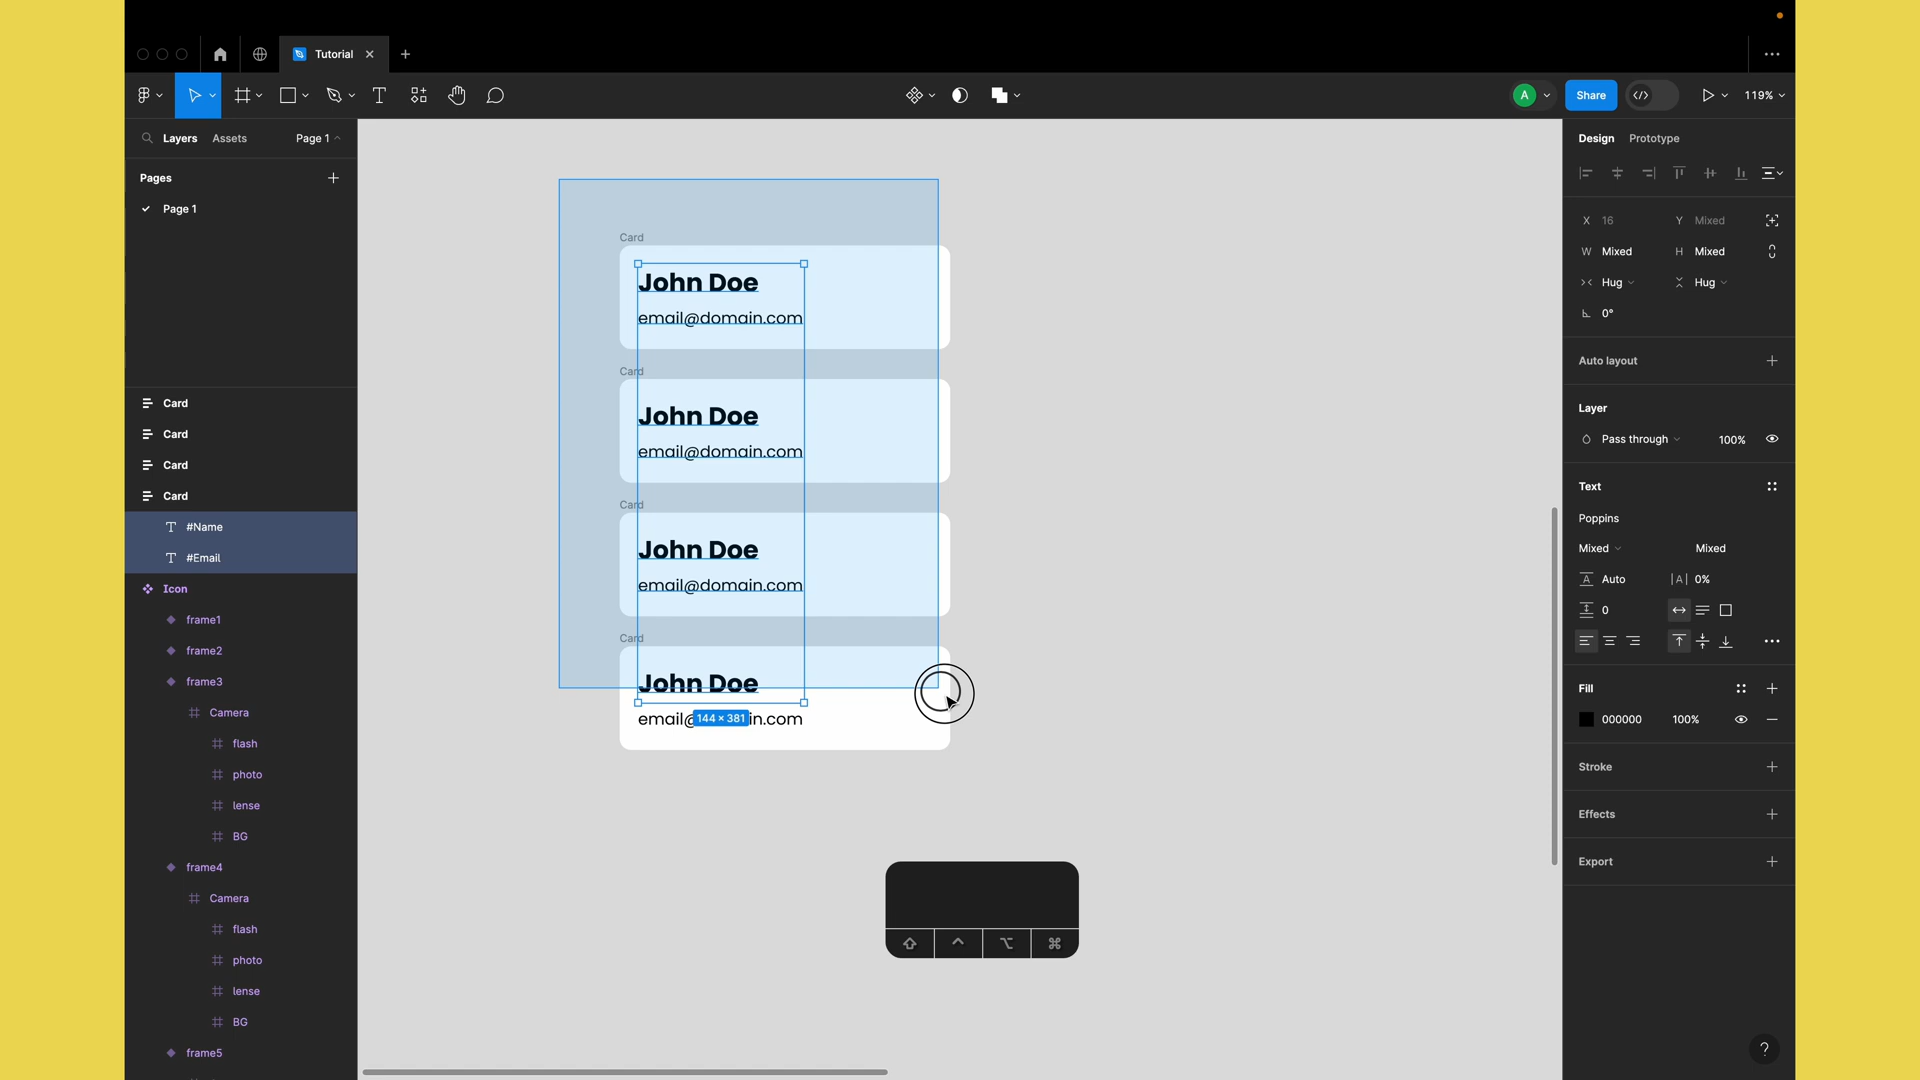 Tutorial
A
Share
119%
Layers
Assets
Page 1
Pages
Page 1
Card
Card
Card
Card
#Name
#Email
Icon
frame1
frame2
frame3
Camera
flash
photo
lense
BG
frame4
Camera
flash
photo
lense
BG
frame5
Card
John Doe
email@domain.com
Card
John Doe
email@domain.com
Card
John Doe
email@domain.com
Card
John Doe
email@domain.com
144 × 381
Design
Prototype
X 16
Y Mixed
W Mixed
H Mixed
Hug
Hug
0°
Auto layout
Layer
Pass through
100%
Text
Poppins
Mixed
Mixed
A Auto
|A| 0%
0
Fill
000000
100%
Stroke
Effects
Export
?